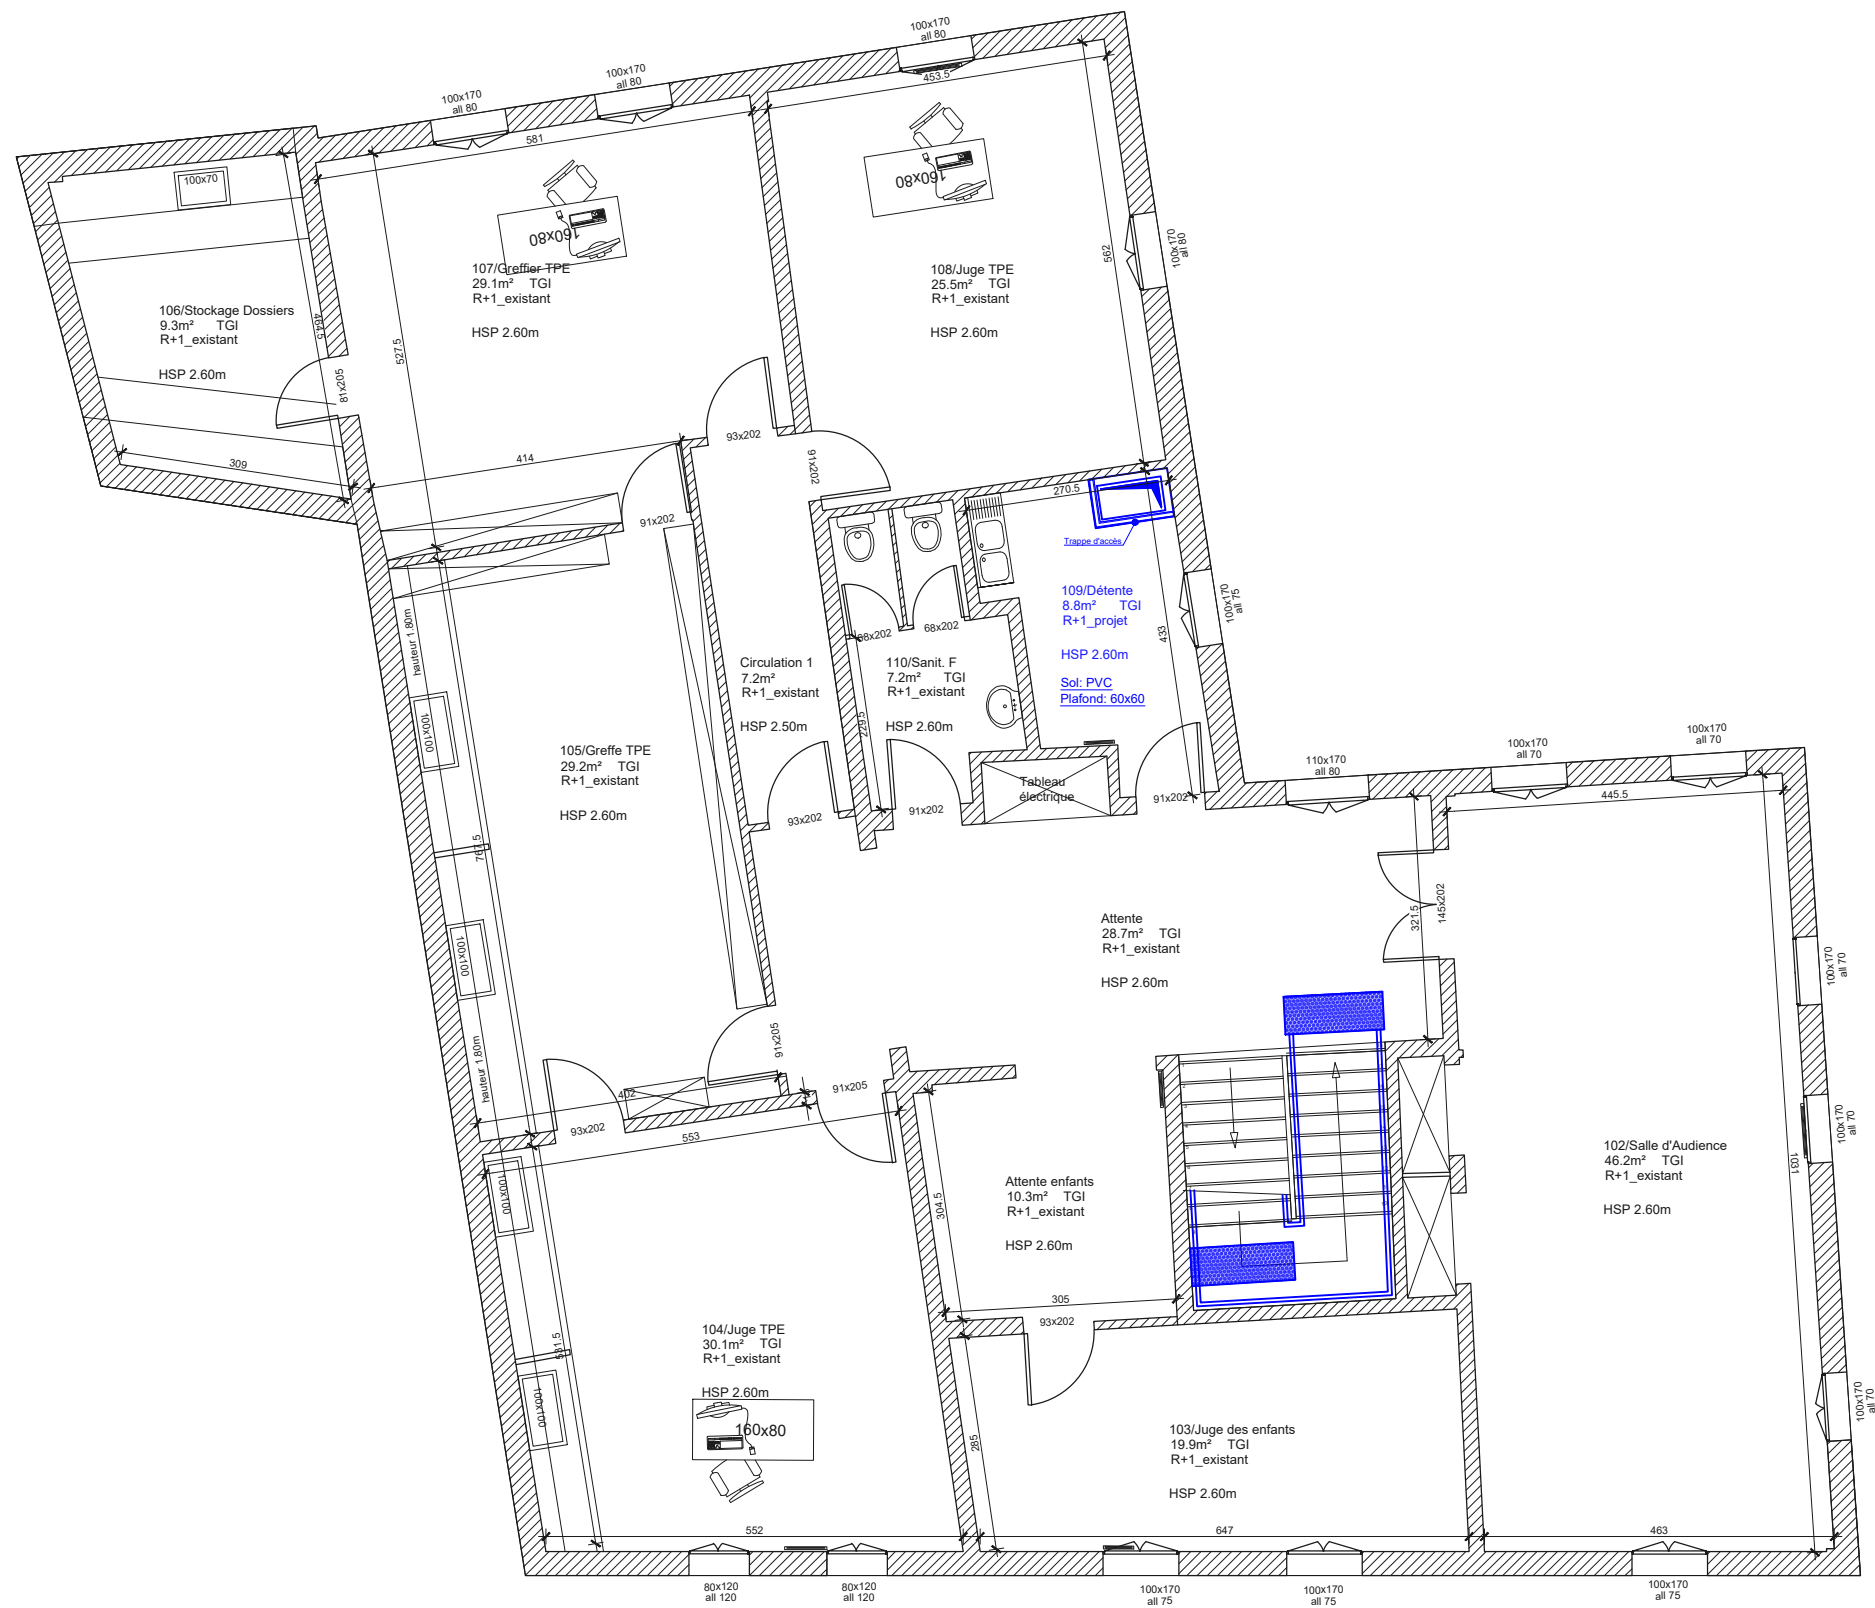 100x170
all 80
100x170
all 80
100x170
all 80
453.5
581
100x70
160x80
160x80
107/Greffier TPE
29.1m² TGI
R+1_existant
HSP 2.60m
108/Juge TPE
25.5m² TGI
R+1_existant
HSP 2.60m
562
100x170
all 80
106/Stockage Dossiers
9.3m² TGI
R+1_existant
HSP 2.60m
464.5
527.5
81x205
309
414
93x202
91x202
91x202
270.5
Trappe d'accès
109/Détente
8.8m² TGI
R+1_projet
HSP 2.60m
Sol: PVC
Plafond: 60x60
433
100x170
all 75
hauteur 1.80m
68x202
68x202
Circulation 1
7.2m²
R+1_existant
HSP 2.50m
110/Sanit. F
7.2m² TGI
R+1_existant
HSP 2.60m
229.5
100x100
105/Greffe TPE
29.2m² TGI
R+1_existant
HSP 2.60m
767.5
93x202
91x202
Tableau
électrique
91x202
110x170
all 80
100x170
all 70
100x170
all 70
445.5
100x100
Attente
28.7m² TGI
R+1_existant
HSP 2.60m
321.5
145x202
100x170
all 70
hauteur 1.80m
91x205
91x205
402
93x202
553
100x170
all 70
1031
102/Salle d'Audience
46.2m² TGI
R+1_existant
HSP 2.60m
100x100
304.5
Attente enfants
10.3m² TGI
R+1_existant
HSP 2.60m
305
93x202
531.5
104/Juge TPE
30.1m² TGI
R+1_existant
HSP 2.60m
160x80
100x100
285
103/Juge des enfants
19.9m² TGI
R+1_existant
HSP 2.60m
100x170
all 70
552
647
463
80x120
all 120
80x120
all 120
100x170
all 75
100x170
all 75
100x170
all 75